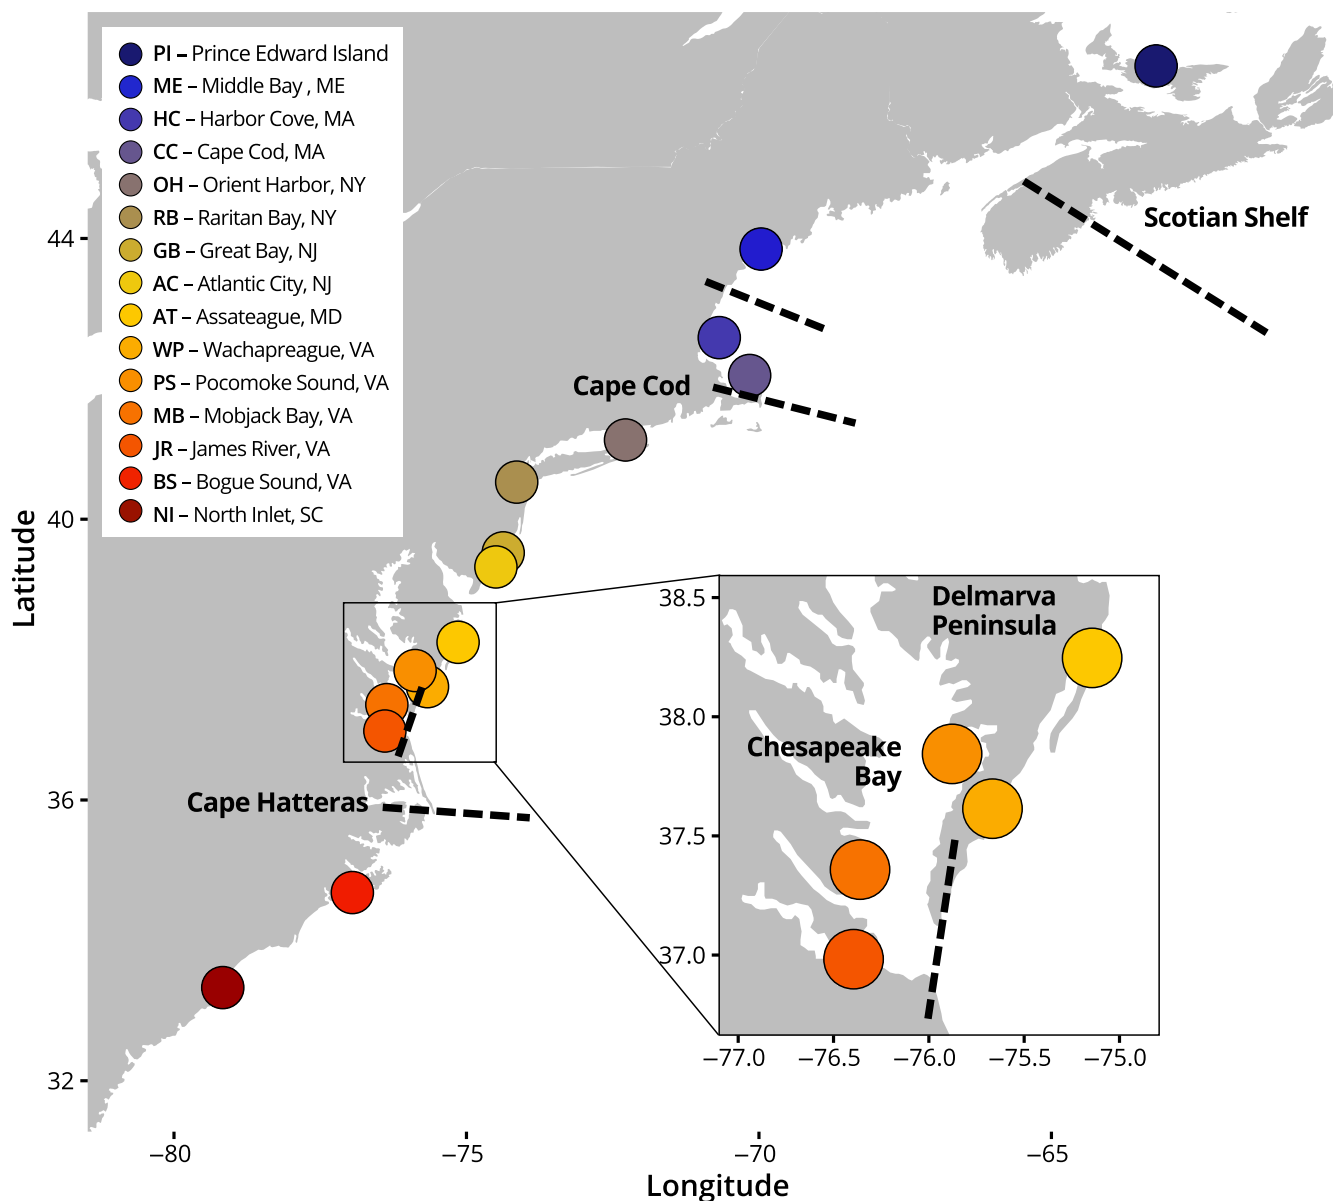 PI – Prince Edward Island
ME – Middle Bay , ME
HC – Harbor Cove, MA
CC – Cape Cod, MA
OH – Orient Harbor, NY
RB – Raritan Bay, NY
GB – Great Bay, NJ
AC – Atlantic City, NJ
AT – Assateague, MD
WP – Wachapreague, VA
PS – Pocomoke Sound, VA
MB – Mobjack Bay, VA
JR – James River, VA
BS – Bogue Sound, VA
NI – North Inlet, SC
Scotian Shelf
Cape Cod
Cape Hatteras
Latitude
44
40
36
32
−80
−75
−70
−65
Longitude
Delmarva
Peninsula
Chesapeake
Bay
38.5
38.0
37.5
37.0
−77.0
−76.5
−76.0
−75.5
−75.0